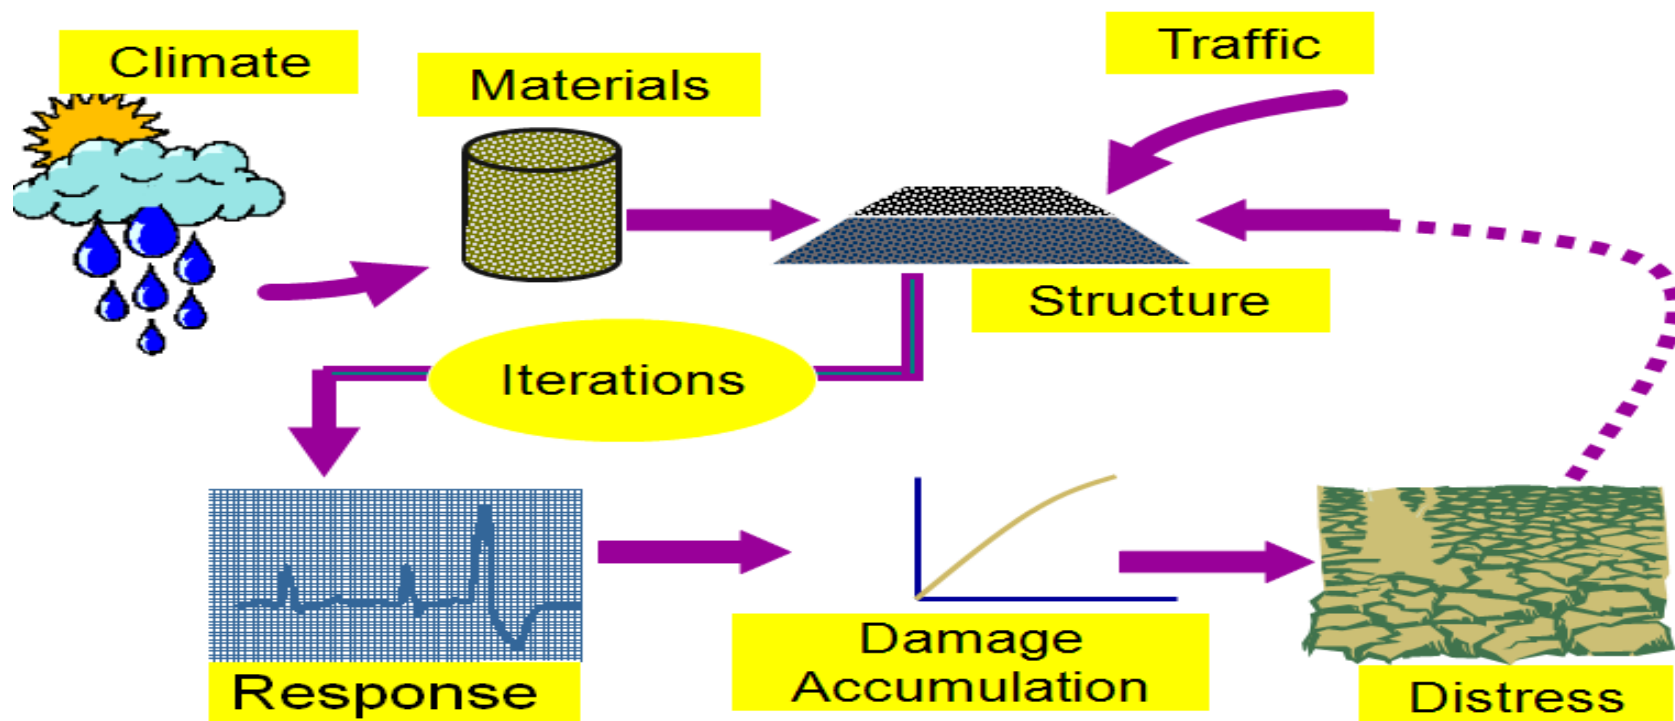 Climate
Materials
Traffic
Structure
Iterations
Response
Damage
Accumulation
Distress